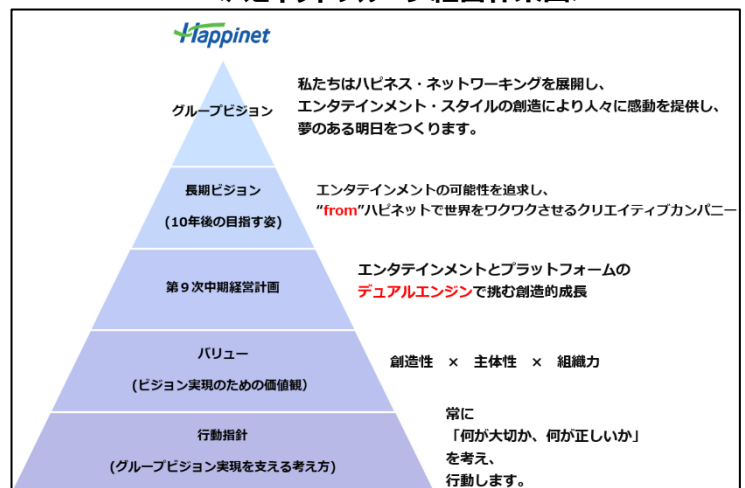 Happinet
グループビジョン
私たちはハピネス・ネットワーキングを展開し、
エンタテインメント・スタイルの創造により人々に感動を提供し、
夢のある明日をつくります。
長期ビジョン
(10年後の目指す姿)
エンタテインメントの可能性を追求し、
“from”ハピネットで世界をワクワクさせるクリエイティブカンパニー
第９次中期経営計画
エンタテインメントとプラットフォームの
デュアルエンジンで挑む創造的成長
バリュー
(ビジョン実現のための価値観)
創造性 × 主体性 × 組織力
行動指針
(グループビジョン実現を支える考え方)
常に
「何が大切か、何が正しいか」
を考え、
行動します。